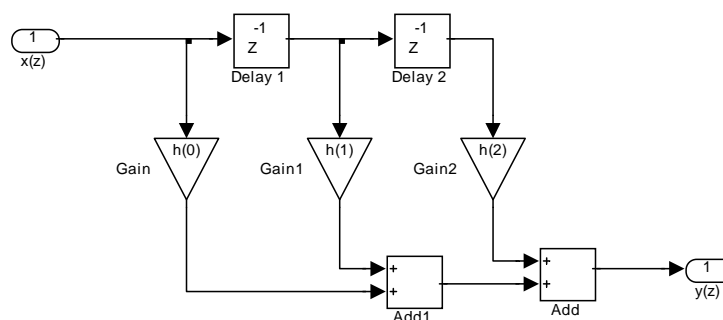 1
x(z)
-1
Z
Delay 1
-1
Z
Delay 2
h(0)
Gain
h(1)
Gain1
h(2)
Gain2
+
+
Add1
+
+
Add
1
y(z)